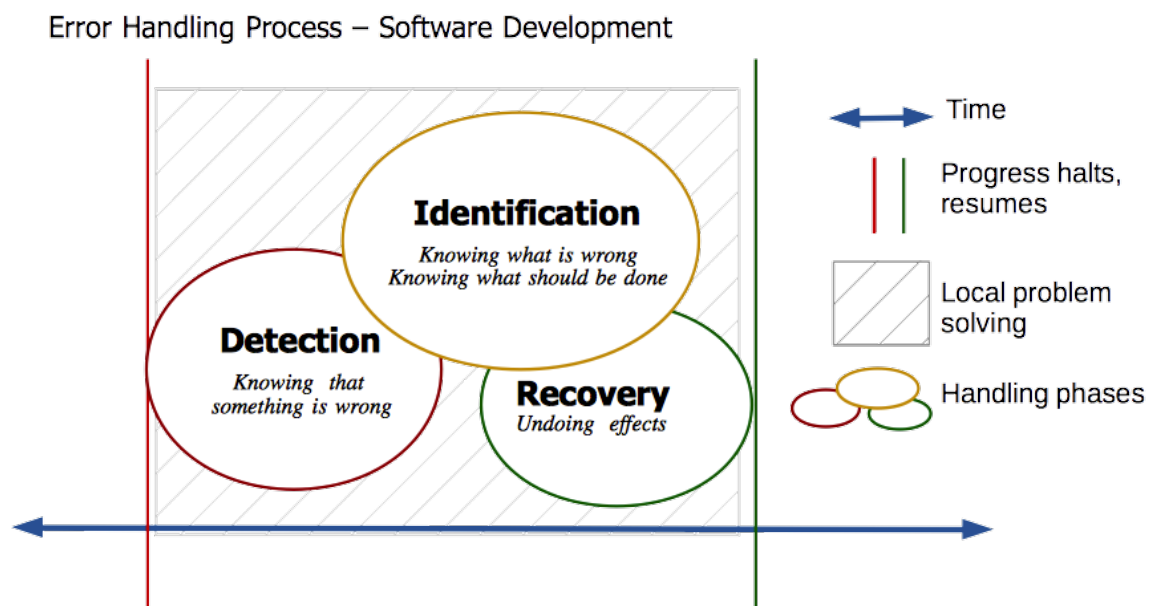 Error Handling Process – Software Development
Identification
Knowing what is wrong
Knowing what should be done
Detection
Knowing that
something is wrong
Recovery
Undoing effects
Time
Progress halts,
resumes
Local problem
solving
Handling phases